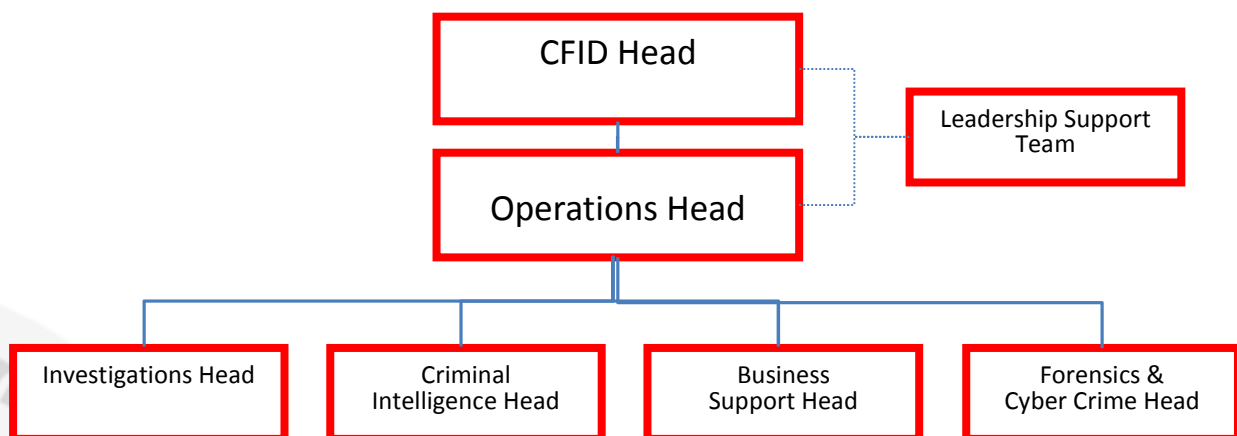 CFID Head
Leadership Support
Team
Operations Head
Investigations Head
Criminal
Intelligence Head
Business
Support Head
Forensics &
Cyber Crime Head